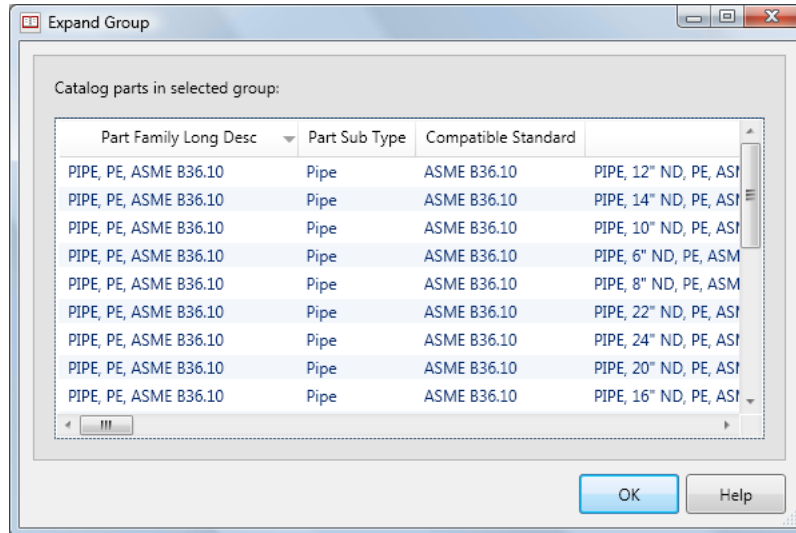 Expand Group
Catalog parts in selected group:
Part Family Long Desc Part Sub Type Compatible Standard
PIPE, PE, ASME B36.10 Pipe ASME B36.10 PIPE, 12" ND, PE, ASM
PIPE, PE, ASME B36.10 Pipe ASME B36.10 PIPE, 14" ND, PE, ASM
PIPE, PE, ASME B36.10 Pipe ASME B36.10 PIPE, 10" ND, PE, ASM
PIPE, PE, ASME B36.10 Pipe ASME B36.10 PIPE, 6" ND, PE, ASM
PIPE, PE, ASME B36.10 Pipe ASME B36.10 PIPE, 8" ND, PE, ASM
PIPE, PE, ASME B36.10 Pipe ASME B36.10 PIPE, 22" ND, PE, ASM
PIPE, PE, ASME B36.10 Pipe ASME B36.10 PIPE, 24" ND, PE, ASM
PIPE, PE, ASME B36.10 Pipe ASME B36.10 PIPE, 20" ND, PE, ASM
PIPE, PE, ASME B36.10 Pipe ASME B36.10 PIPE, 16" ND, PE, ASM
OK Help